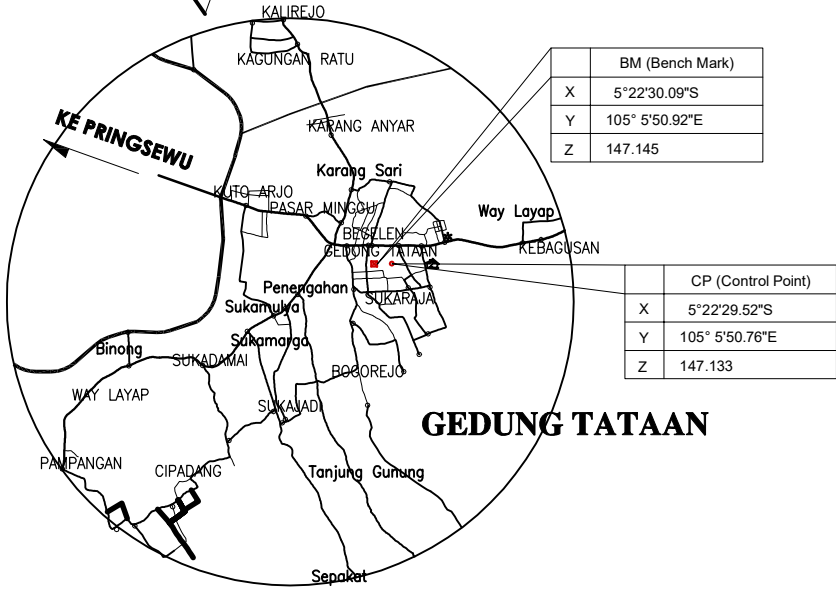 KALIREJO
KAGUNGAN RATU
BM (Bench Mark)
X 5°22'30.09"S
Y 105° 5'50.92"E
Z 147.145
KE PRINGSEWU
KARANG ANYAR
Karang Sari
KUTO ARJO
PASAR MINGGU
Way Layap
BEGELEN
KEBAGUSAN
GEDONG TATAAN
CP (Control Point)
X 5°22'29.52"S
Y 105° 5'50.76"E
Z 147.133
Penengahan
SUKARAJA
Sukamulya
Sukamarga
Binong
SUKADAMAI
BOGOREJO
WAY LAYAP
SUKAJADI
GEDUNG TATAAN
PAMPANGAN
CIPADANG
Tanjung Gunung
Sepakat